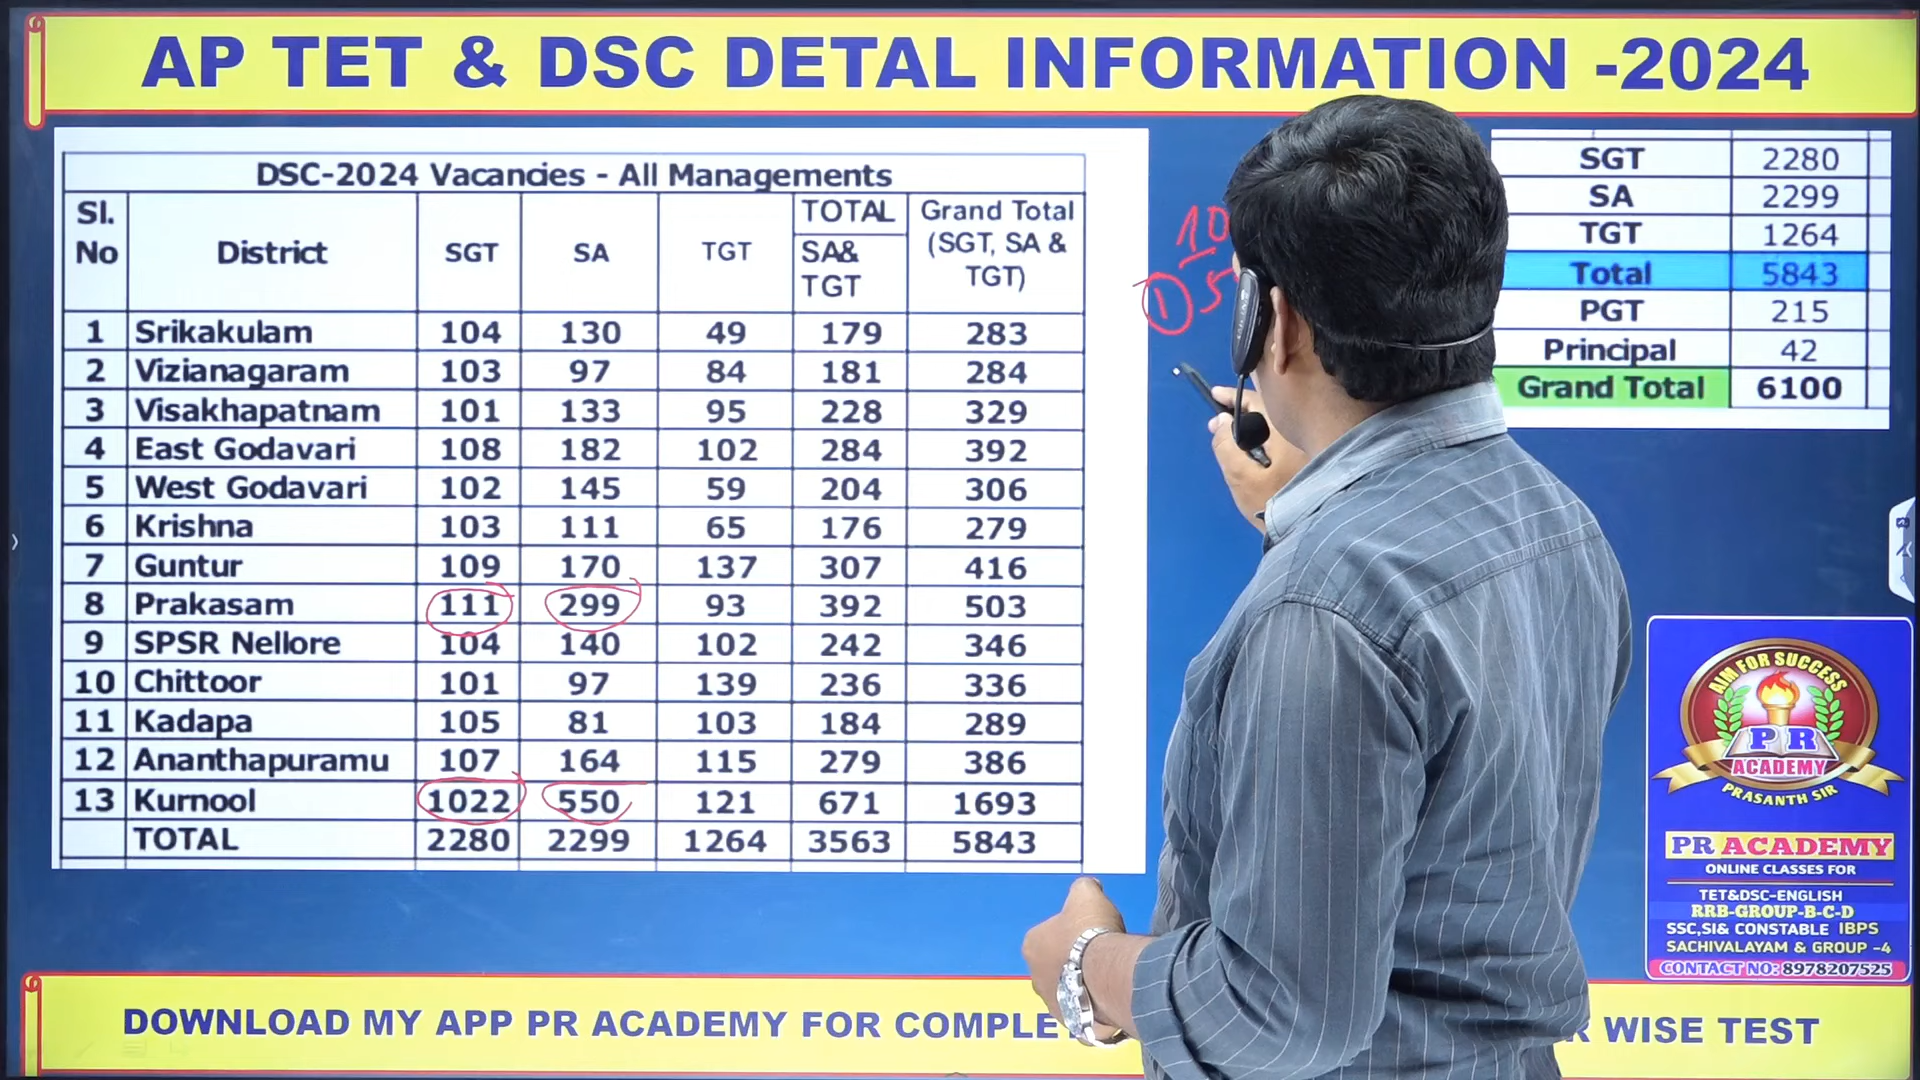 AP TET & DSC DETAL INFORMATION -2024
DSC-2024 Vacancies - All Managements
Sl. No District SGT SA TGT TOTAL SA& TGT Grand Total (SGT, SA & TGT)
1 Srikakulam 104 130 49 179 283
2 Vizianagaram 103 97 84 181 284
3 Visakhapatnam 101 133 95 228 329
4 East Godavari 108 182 102 284 392
5 West Godavari 102 145 59 204 306
6 Krishna 103 111 65 176 279
7 Guntur 109 170 137 307 416
8 Prakasam 111 299 93 392 503
9 SPSR Nellore 104 140 102 242 346
10 Chittoor 101 97 139 236 336
11 Kadapa 105 81 103 184 289
12 Ananthapuramu 107 164 115 279 386
13 Kurnool 1022 550 121 671 1693
TOTAL 2280 2299 1264 3563 5843
10
1 5
SGT 2280
SA 2299
TGT 1264
Total 5843
PGT 215
Principal 42
Grand Total 6100
AIM FOR SUCCESS
PR
ACADEMY
PRASANTH SIR
PR ACADEMY
ONLINE CLASSES FOR
TET&DSC-ENGLISH
RRB-GROUP-B-C-D
SSC,SI& CONSTABLE IBPS
SACHIVALAYAM & GROUP -4
CONTACT NO: 8978207525
DOWNLOAD MY APP PR ACADEMY FOR COMPLE
R WISE TEST